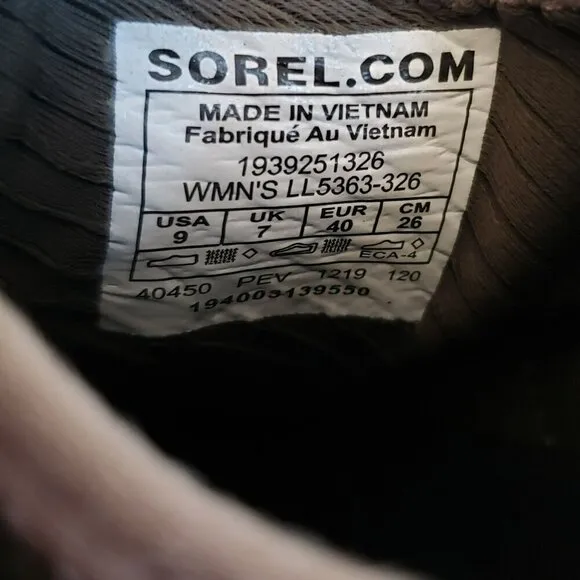 SOREL.COM
MADE IN VIETNAM
Fabriqué Au Vietnam
1939251326
WMN'S LL5363-326
USA UK EUR CM
9 7 40 26
ECA-4
40450 PEV 1219 120
194003139550